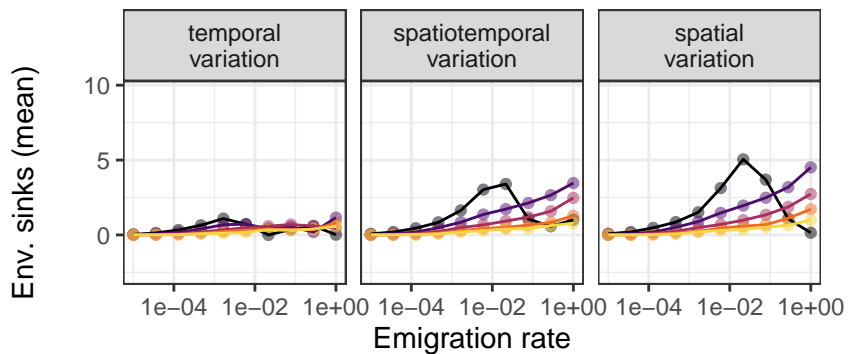 temporal
variation
spatiotemporal
variation
spatial
variation
Env. sinks (mean)
10
5
0
1e−04 1e−02 1e+00 1e−04 1e−02 1e+00 1e−04 1e−02 1e+00
Emigration rate